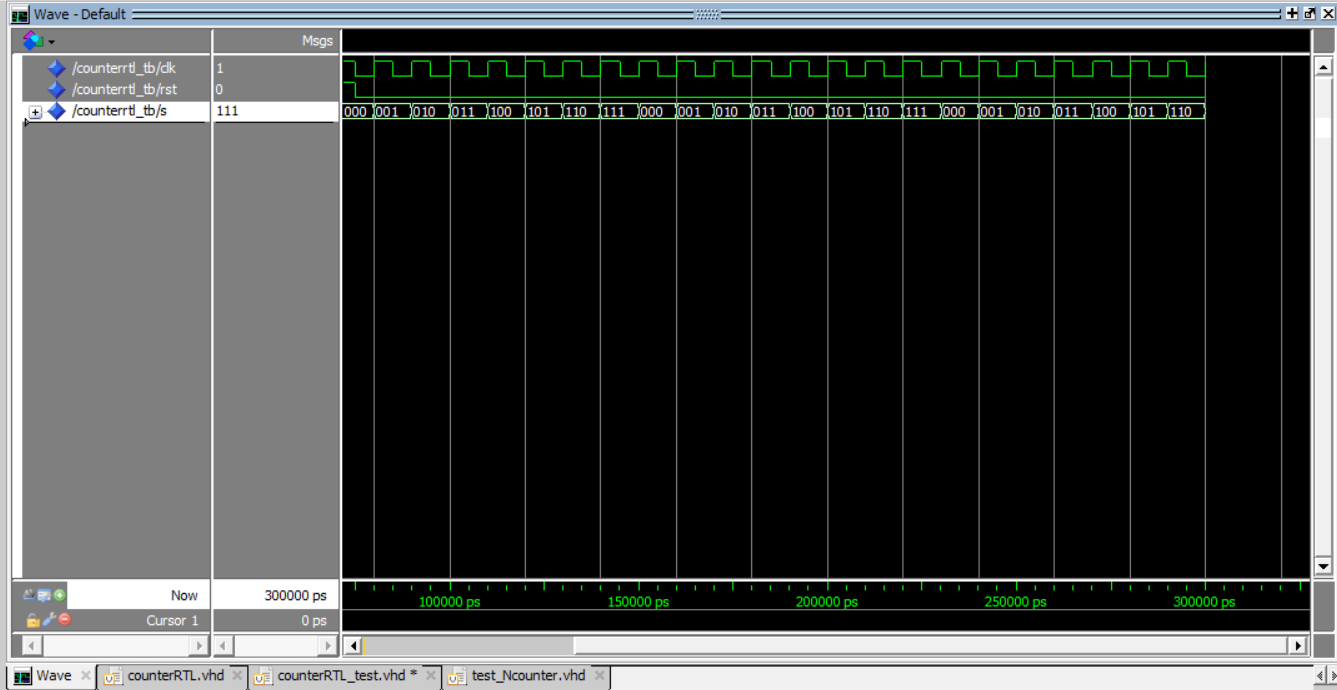 Wave - Default
Msgs
/counterrtl_tb/clk 1
/counterrtl_tb/rst 0
/counterrtl_tb/s 111 000 001 010 011 100 101 110 111 000 001 010 011 100 101 110 111 000 001 010 011 100 101 110
Now 300000 ps 100000 ps 150000 ps 200000 ps 250000 ps 300000 ps
Cursor 1 0 ps
Wave counterRTL.vhd counterRTL_test.vhd * test_Ncounter.vhd